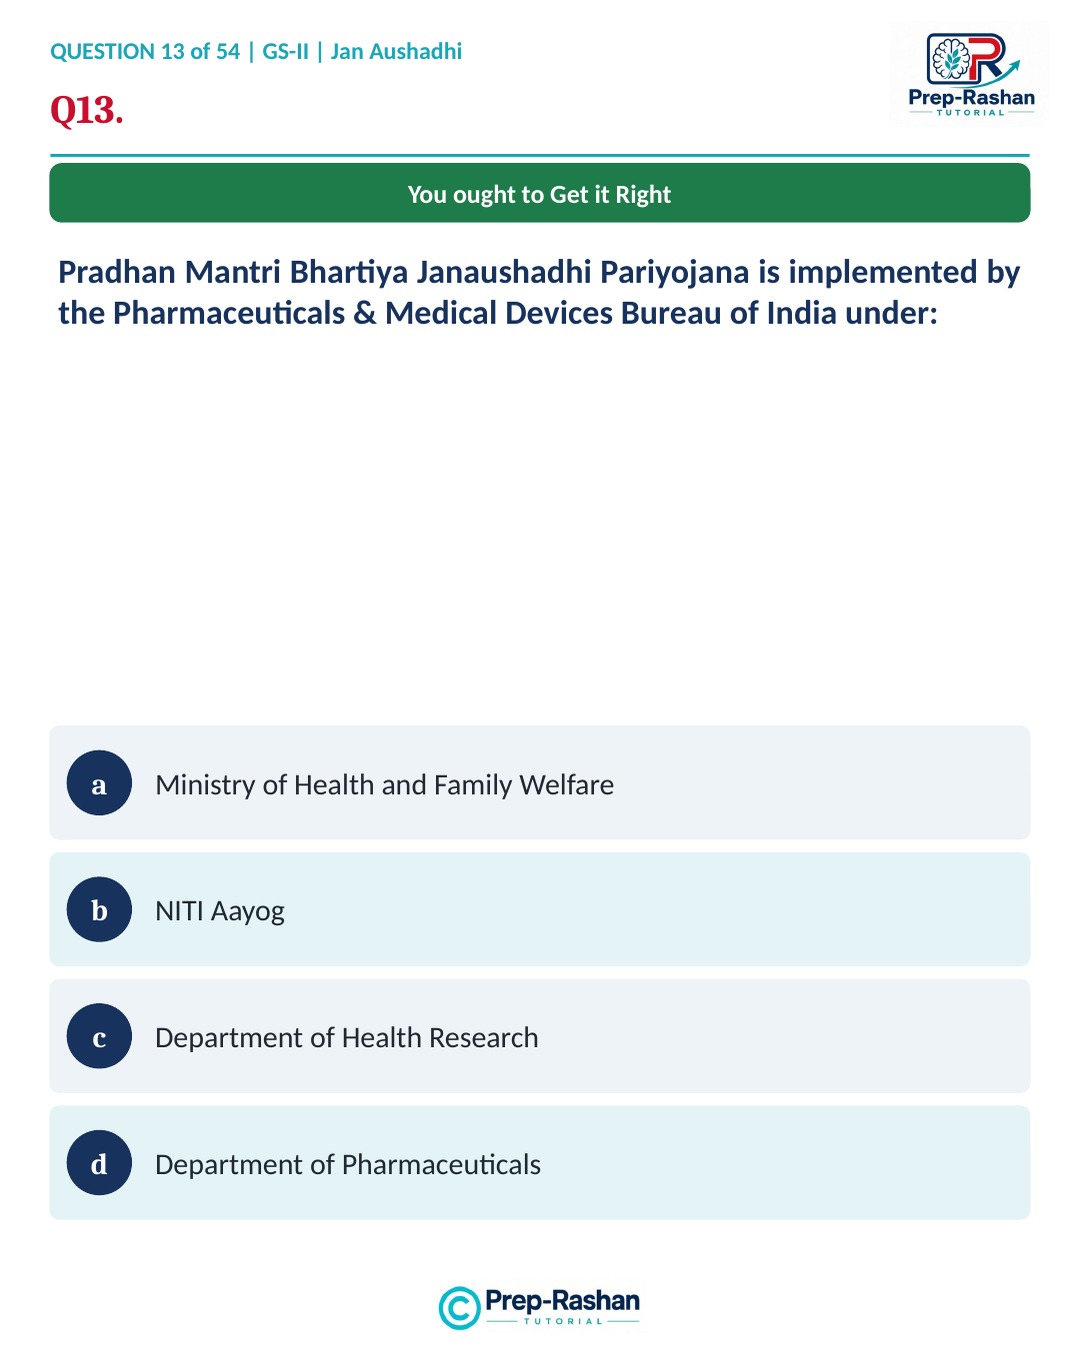 QUESTION 13 of 54 | GS-II | Jan Aushadhi
Q13.
Prep-Rashan
TUTORIAL
You ought to Get it Right
Pradhan Mantri Bhartiya Janaushadhi Pariyojana is implemented by
the Pharmaceuticals & Medical Devices Bureau of India under:
a Ministry of Health and Family Welfare
b NITI Aayog
c Department of Health Research
d Department of Pharmaceuticals
© Prep-Rashan
TUTORIAL